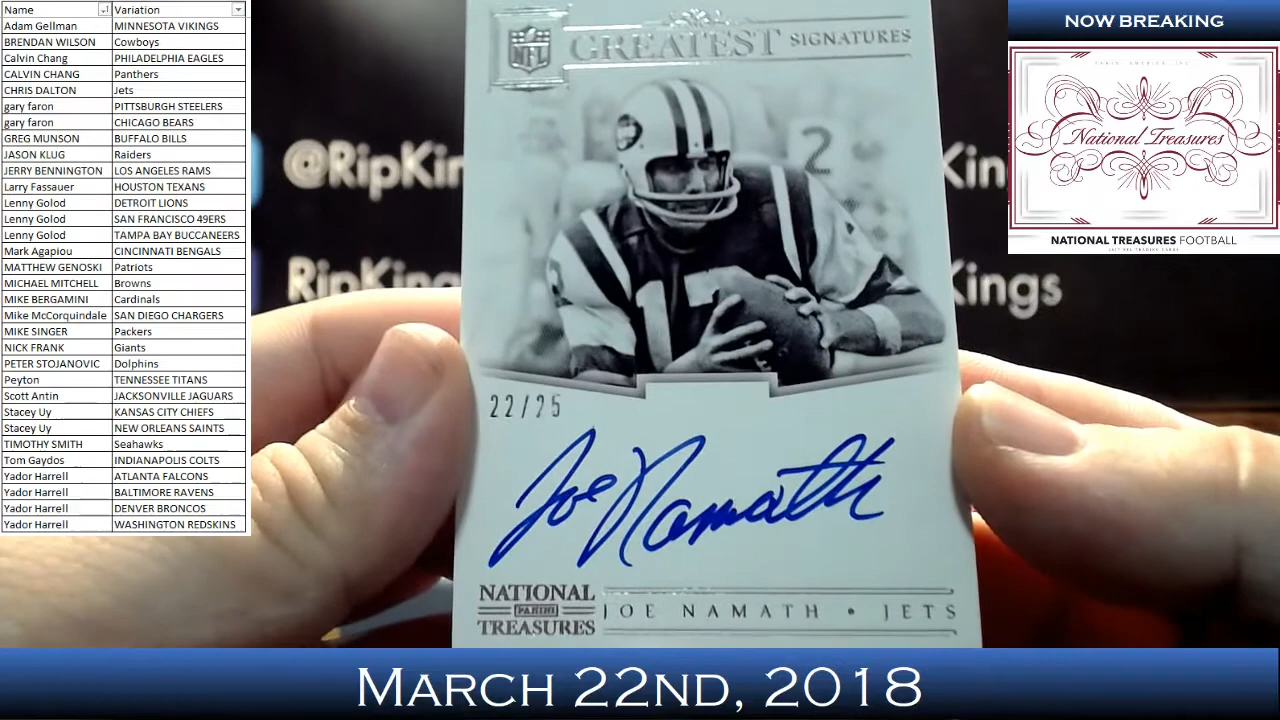 Name Variation
Adam Gellman MINNESOTA VIKINGS
BRENDAN WILSON Cowboys
Calvin Chang PHILADELPHIA EAGLES
CALVIN CHANG Panthers
CHRIS DALTON Jets
gary faron PITTSBURGH STEELERS
gary faron CHICAGO BEARS
GREG MUNSON BUFFALO BILLS
JASON KLUG Raiders
JERRY BENNINGTON LOS ANGELES RAMS
Larry Fassauer HOUSTON TEXANS
Lenny Golod DETROIT LIONS
Lenny Golod SAN FRANCISCO 49ERS
Lenny Golod TAMPA BAY BUCCANEERS
Mark Agapiou CINCINNATI BENGALS
MATTHEW GENOSKI Patriots
MICHAEL MITCHELL Browns
MIKE BERGAMINI Cardinals
Mike McCorquindale SAN DIEGO CHARGERS
MIKE SINGER Packers
NICK FRANK Giants
PETER STOJANOVIC Dolphins
Peyton TENNESSEE TITANS
Scott Antin JACKSONVILLE JAGUARS
Stacey Uy KANSAS CITY CHIEFS
Stacey Uy NEW ORLEANS SAINTS
TIMOTHY SMITH Seahawks
Tom Gaydos INDIANAPOLIS COLTS
Yador Harrell ATLANTA FALCONS
Yador Harrell BALTIMORE RAVENS
Yador Harrell DENVER BRONCOS
Yador Harrell WASHINGTON REDSKINS
NFL
GREATEST SIGNATURES
2
@RipKin
Kin
RipKing
Kings
22/25
Joe Namath
NATIONAL
PANINI
TREASURES
JOE NAMATH • JETS
NOW BREAKING
National Treasures
NATIONAL TREASURES FOOTBALL
MARCH 22ND, 2018